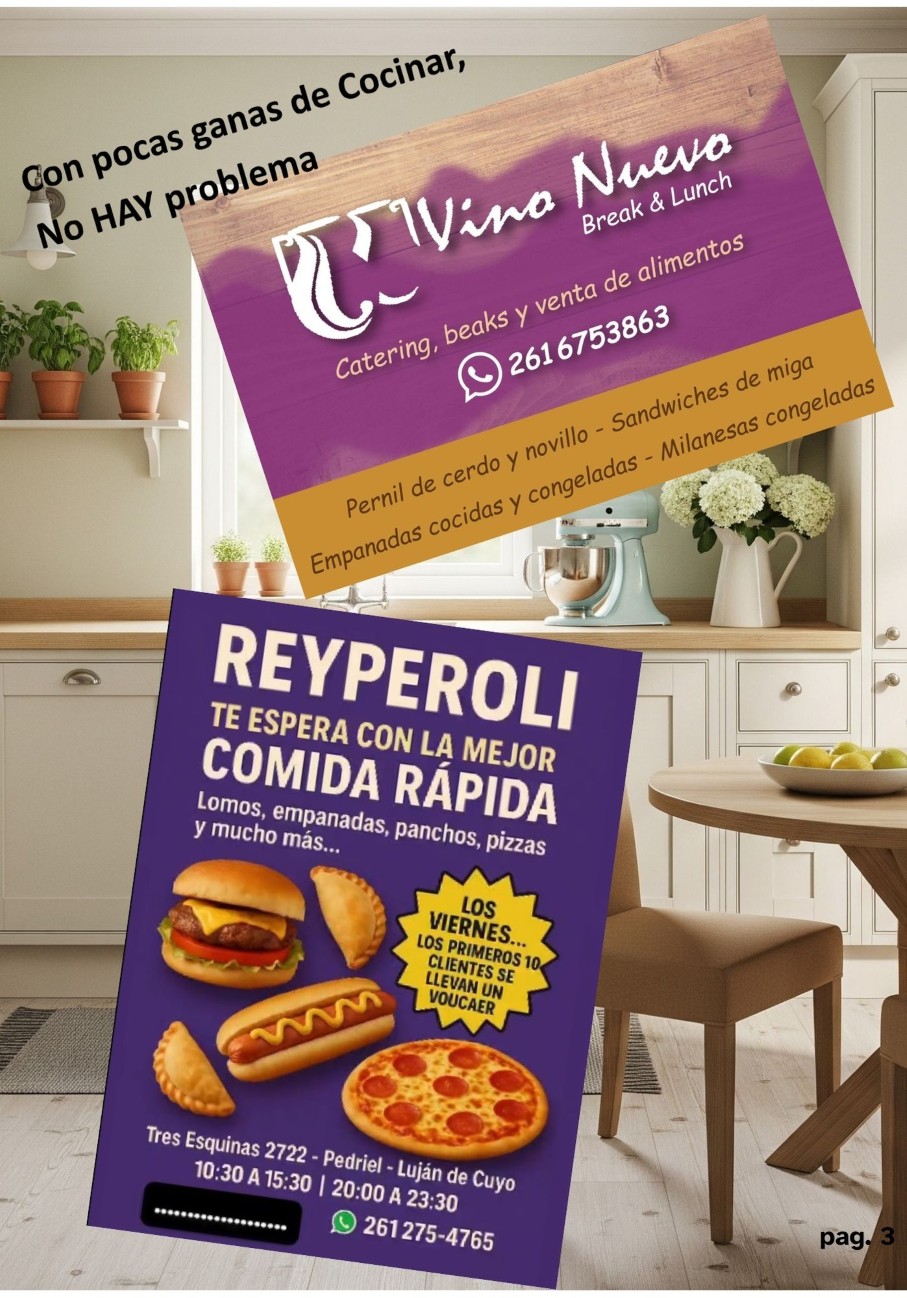 Con pocas ganas de Cocinar,
No HAY problema
Vino Nuevo
Break & Lunch
Catering, beaks y venta de alimentos
2616753863
Pernil de cerdo y novillo - Sandwiches de miga
Empanadas cocidas y congeladas - Milanesas congeladas
REYPEROLI
TE ESPERA CON LA MEJOR
COMIDA RÁPIDA
Lomos, empanadas, panchos, pizzas
y mucho más...
LOS
VIERNES...
LOS PRIMEROS 10
CLIENTES SE
LLEVAN UN
VOUCAER
Tres Esquinas 2722 - Pedriel - Luján de Cuyo
10:30 A 15:30 | 20:00 A 23:30
261 275-4765
pag. 3